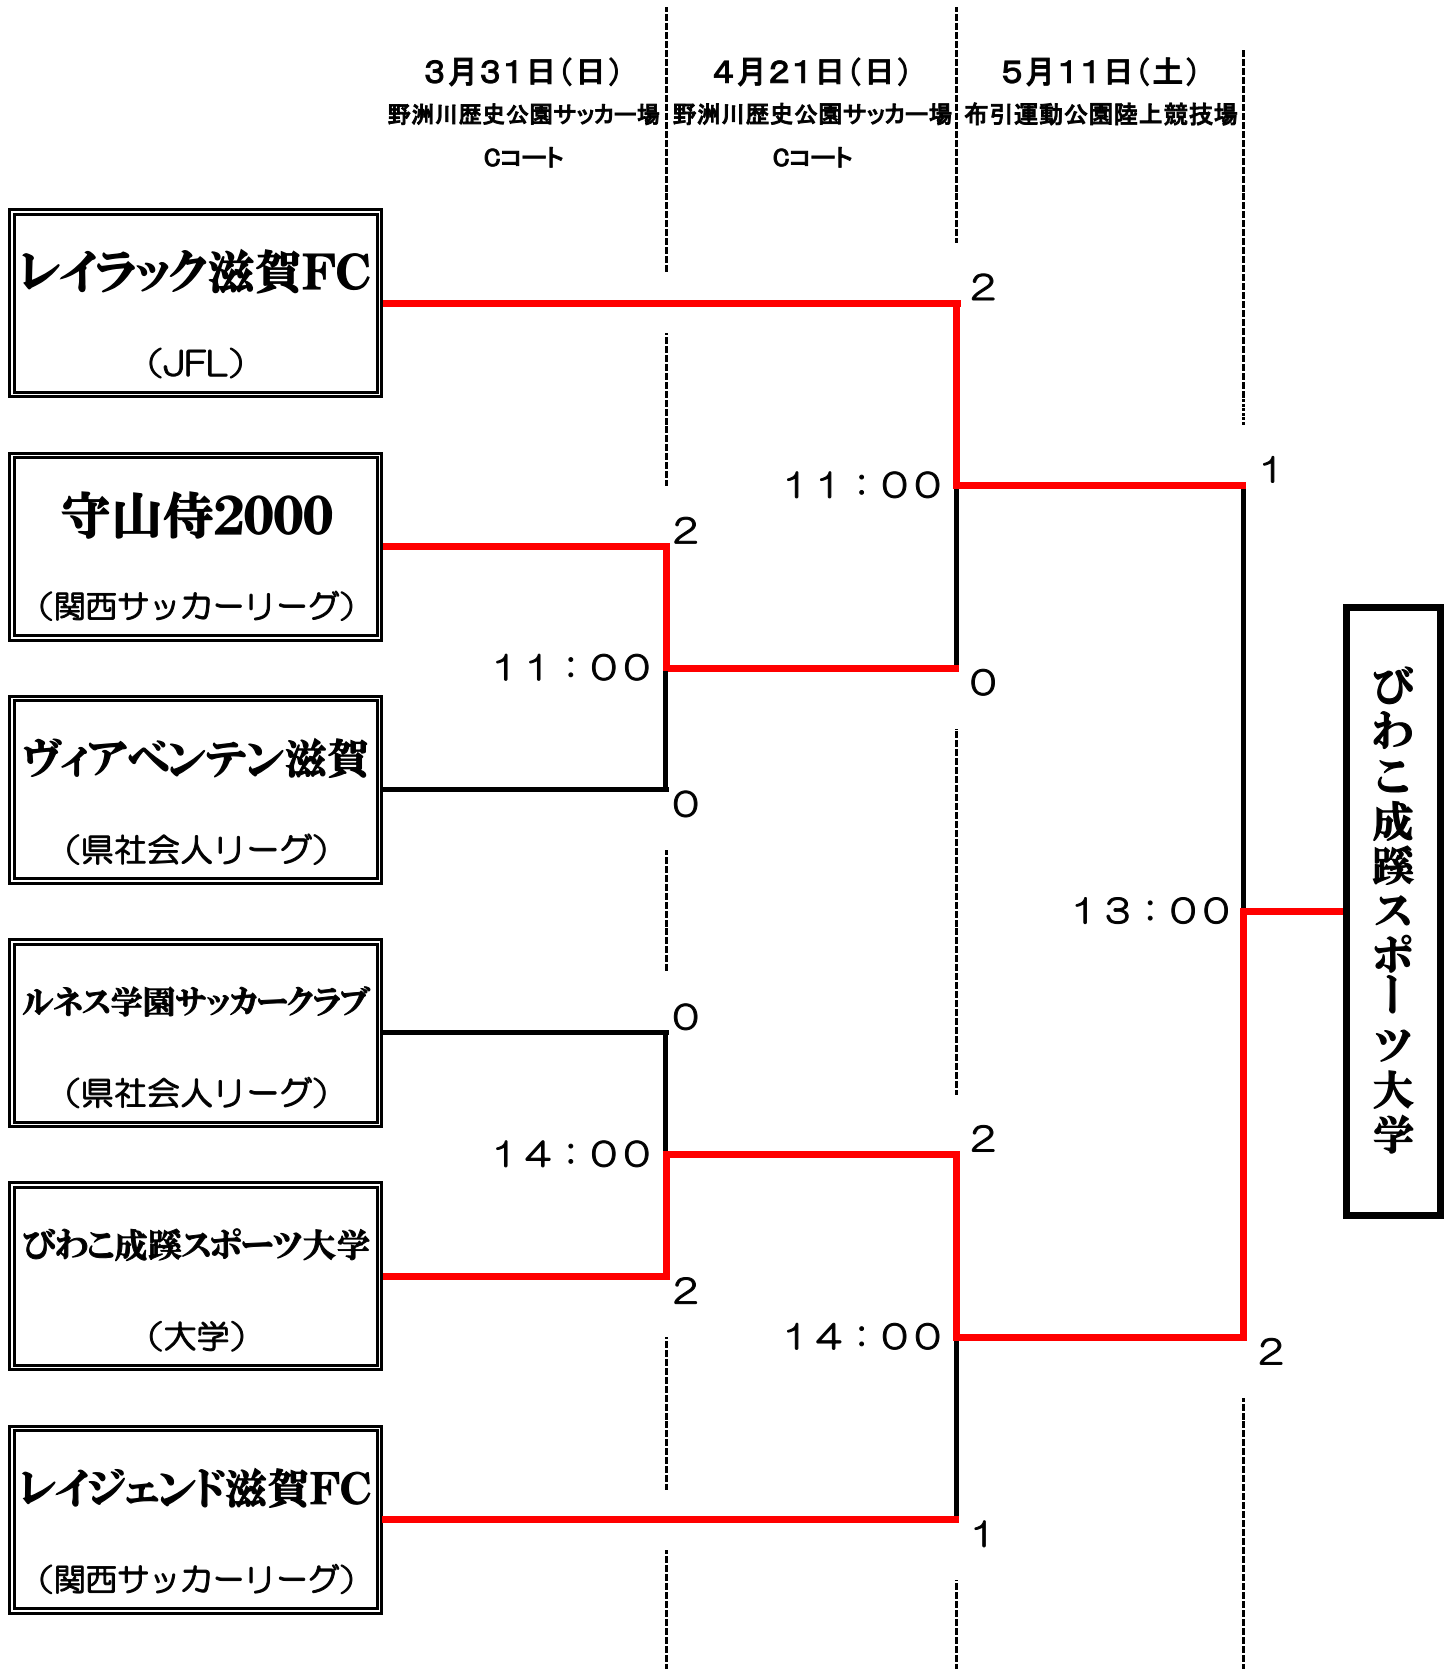 3月31日(日)
野洲川歴史公園サッカー場
Cコート
4月21日(日)
野洲川歴史公園サッカー場
Cコート
5月11日(土)
布引運動公園陸上競技場
レイラック滋賀FC
(JFL)
2
守山侍2000
(関西サッカーリーグ)
2
11:00
1
11:00
0
ヴィアベンテン滋賀
(県社会人リーグ)
0
びわこ成蹊スポーツ大学
13:00
ルネス学園サッカークラブ
(県社会人リーグ)
0
14:00
2
びわこ成蹊スポーツ大学
(大学)
2
14:00
2
レイジェンド滋賀FC
(関西サッカーリーグ)
1